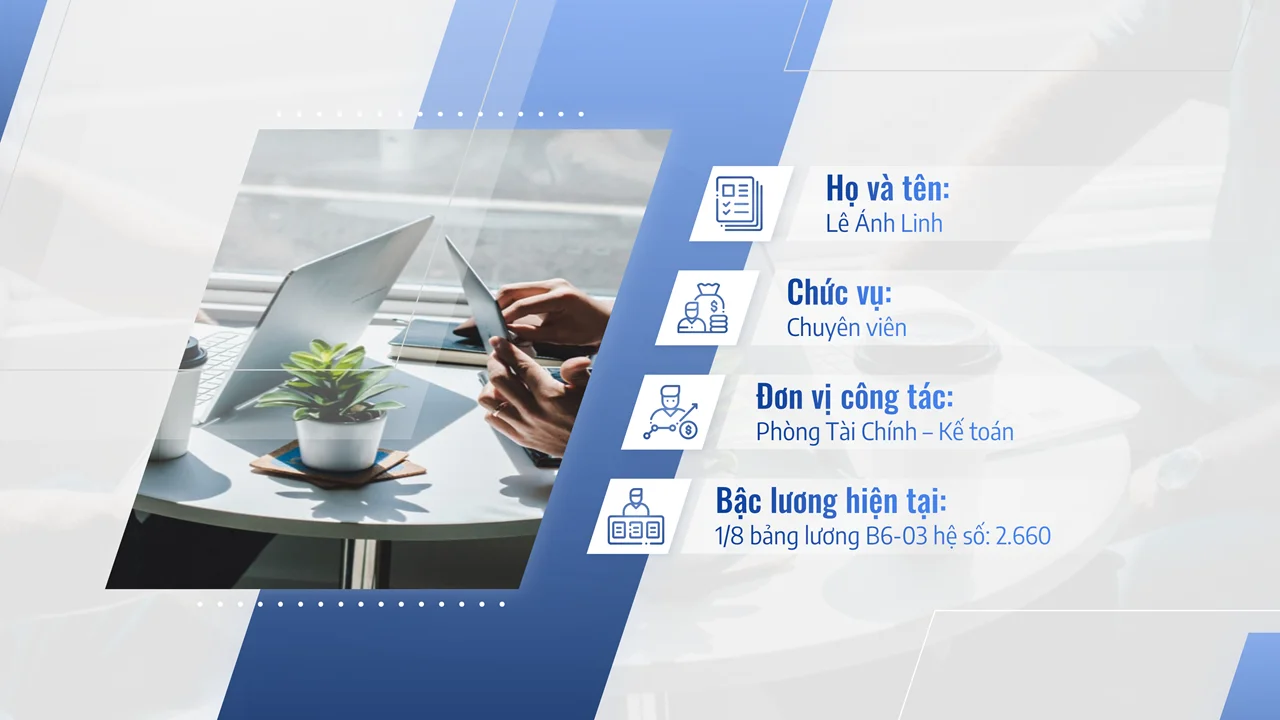 Họ và tên:
Lê Ánh Linh
Chức vụ:
Chuyên viên
Đơn vị công tác:
Phòng Tài Chính – Kế toán
Bậc lương hiện tại:
1/8 bảng lương B6-03 hệ số: 2.660